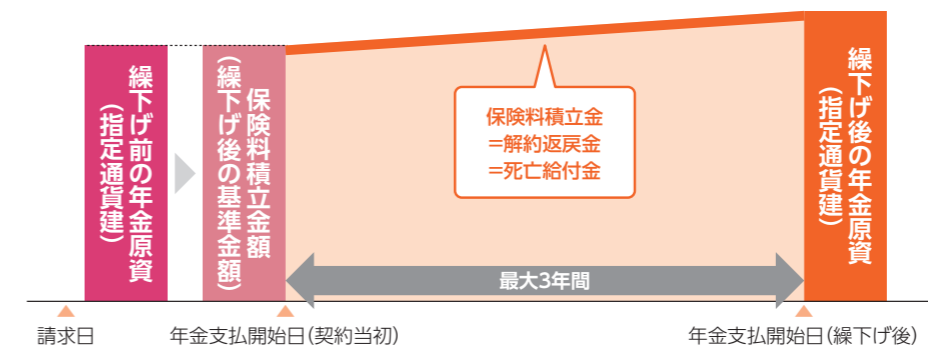 繰下げ前の年金原資
(指定通貨建)
保険料積立金額
(繰下げ後の基準金額)
保険料積立金
=解約返戻金
=死亡給付金
繰下げ後の年金原資
(指定通貨建)
最大3年間
請求日
年金支払開始日(契約当初)
年金支払開始日(繰下げ後)